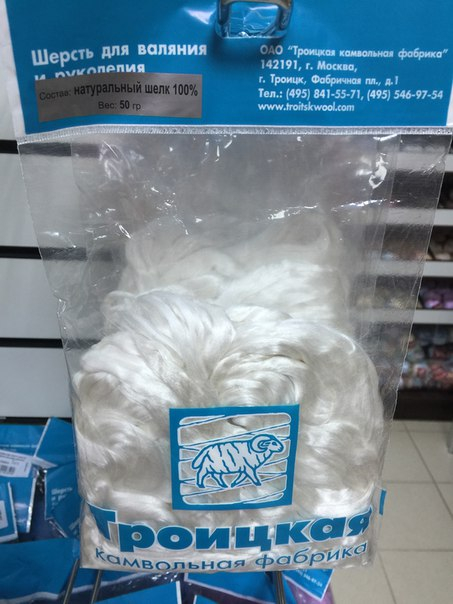 Шерсть для валяния
и рукоделия
Состав: натуральный шелк 100%
Вес: 50 гр
ОАО "Троицкая камвольная фабрика"
142191, г. Москва,
г. Троицк, Фабричная пл., д.1
Тел.: (495) 841-55-71, (495) 546-97-54
www.troitskwool.com
Троицкая
камвольная фабрика